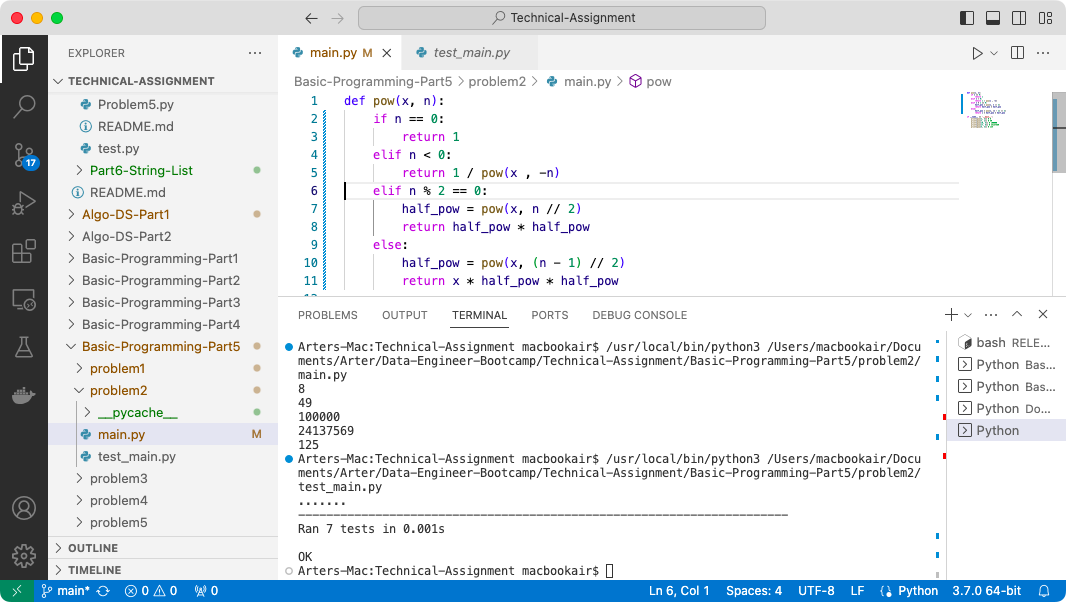 Technical-Assignment
EXPLORER
TECHNICAL-ASSIGNMENT
Problem5.py
README.md
test.py
Part6-String-List
README.md
Algo-DS-Part1
Algo-DS-Part2
Basic-Programming-Part1
Basic-Programming-Part2
Basic-Programming-Part3
Basic-Programming-Part4
Basic-Programming-Part5
problem1
problem2
__pycache__
main.py M
test_main.py
problem3
problem4
problem5
OUTLINE
TIMELINE
17
main.py M
test_main.py
Basic-Programming-Part5 > problem2 > main.py > pow
1 def pow(x, n):
2 if n == 0:
3 return 1
4 elif n < 0:
5 return 1 / pow(x , -n)
6 elif n % 2 == 0:
7 half_pow = pow(x, n // 2)
8 return half_pow * half_pow
9 else:
10 half_pow = pow(x, (n - 1) // 2)
11 return x * half_pow * half_pow
PROBLEMS OUTPUT TERMINAL PORTS DEBUG CONSOLE
Arters-Mac:Technical-Assignment macbookair$ /usr/local/bin/python3 /Users/macbookair/Docu
ments/Arter/Data-Engineer-Bootcamp/Technical-Assignment/Basic-Programming-Part5/problem2/
main.py
8
49
100000
24137569
125
Arters-Mac:Technical-Assignment macbookair$ /usr/local/bin/python3 /Users/macbookair/Docu
ments/Arter/Data-Engineer-Bootcamp/Technical-Assignment/Basic-Programming-Part5/problem2/
test_main.py
.......
----------------------------------------------------------------------
Ran 7 tests in 0.001s
OK
Arters-Mac:Technical-Assignment macbookair$
bash RELE...
Python Bas...
Python Bas...
Python Do...
Python
main* 0 0 0 Ln 6, Col 1 Spaces: 4 UTF-8 LF Python 3.7.0 64-bit